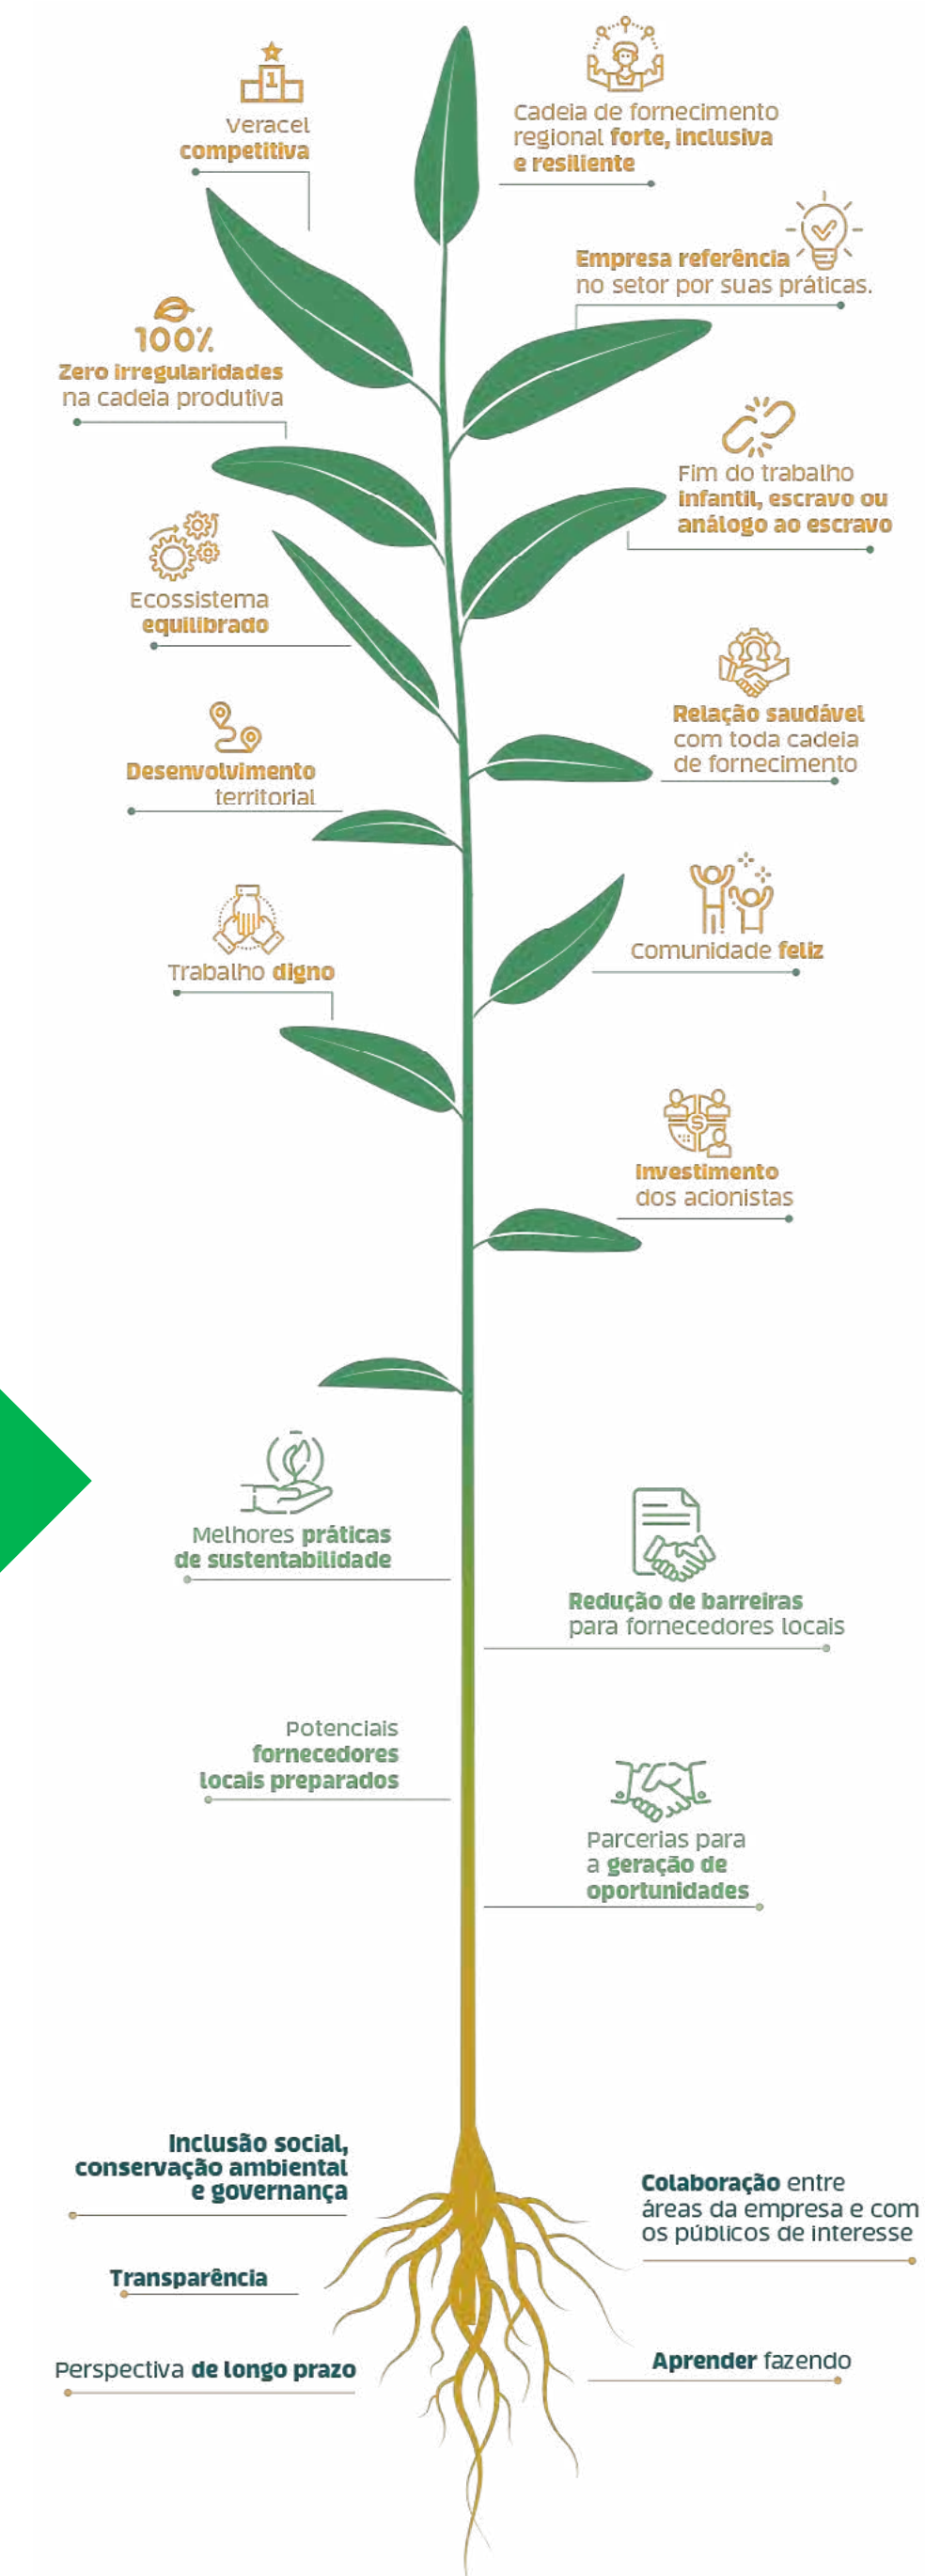 1
Veracel
competitiva
Cadeia de fornecimento
regional forte, inclusiva
e resiliente
Empresa referência
no setor por suas práticas.
100%
Zero irregularidades
na cadeia produtiva
Fim do trabalho
infantil, escravo ou
análogo ao escravo
Ecossistema
equilibrado
Relação saudável
com toda cadeia
de fornecimento
Desenvolvimento
territorial
Comunidade feliz
Trabalho digno
$
Investimento
dos acionistas
Melhores práticas
de sustentabilidade
Redução de barreiras
para fornecedores locais
Potenciais
fornecedores
locais preparados
Parcerias para
a geração de
oportunidades
Inclusão social,
conservação ambiental
e governança
Colaboração entre
áreas da empresa e com
os públicos de interesse
Transparência
Perspectiva de longo prazo
Aprender fazendo